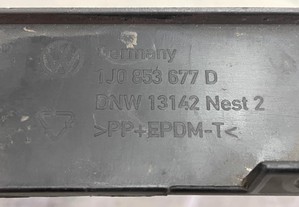 Germany
1J0 853 677 D
DNW 13142 Nest 2
>PP+EPDM-T<